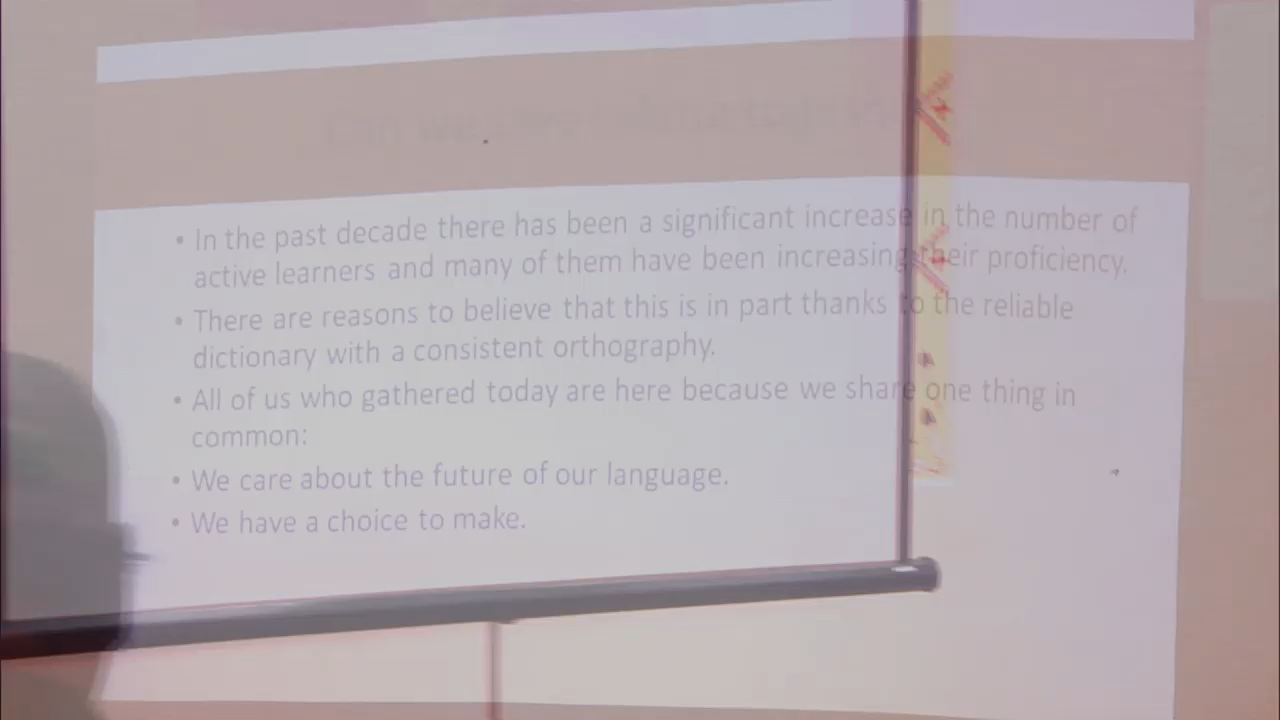 Can we
• In the past decade there has been a significant increase in the number of
active learners and many of them have been increasing their proficiency.
• There are reasons to believe that this is in part thanks to the reliable
dictionary with a consistent orthography.
• All of us who gathered today are here because we share one thing in
common:
• We care about the future of our language.
• We have a choice to make.